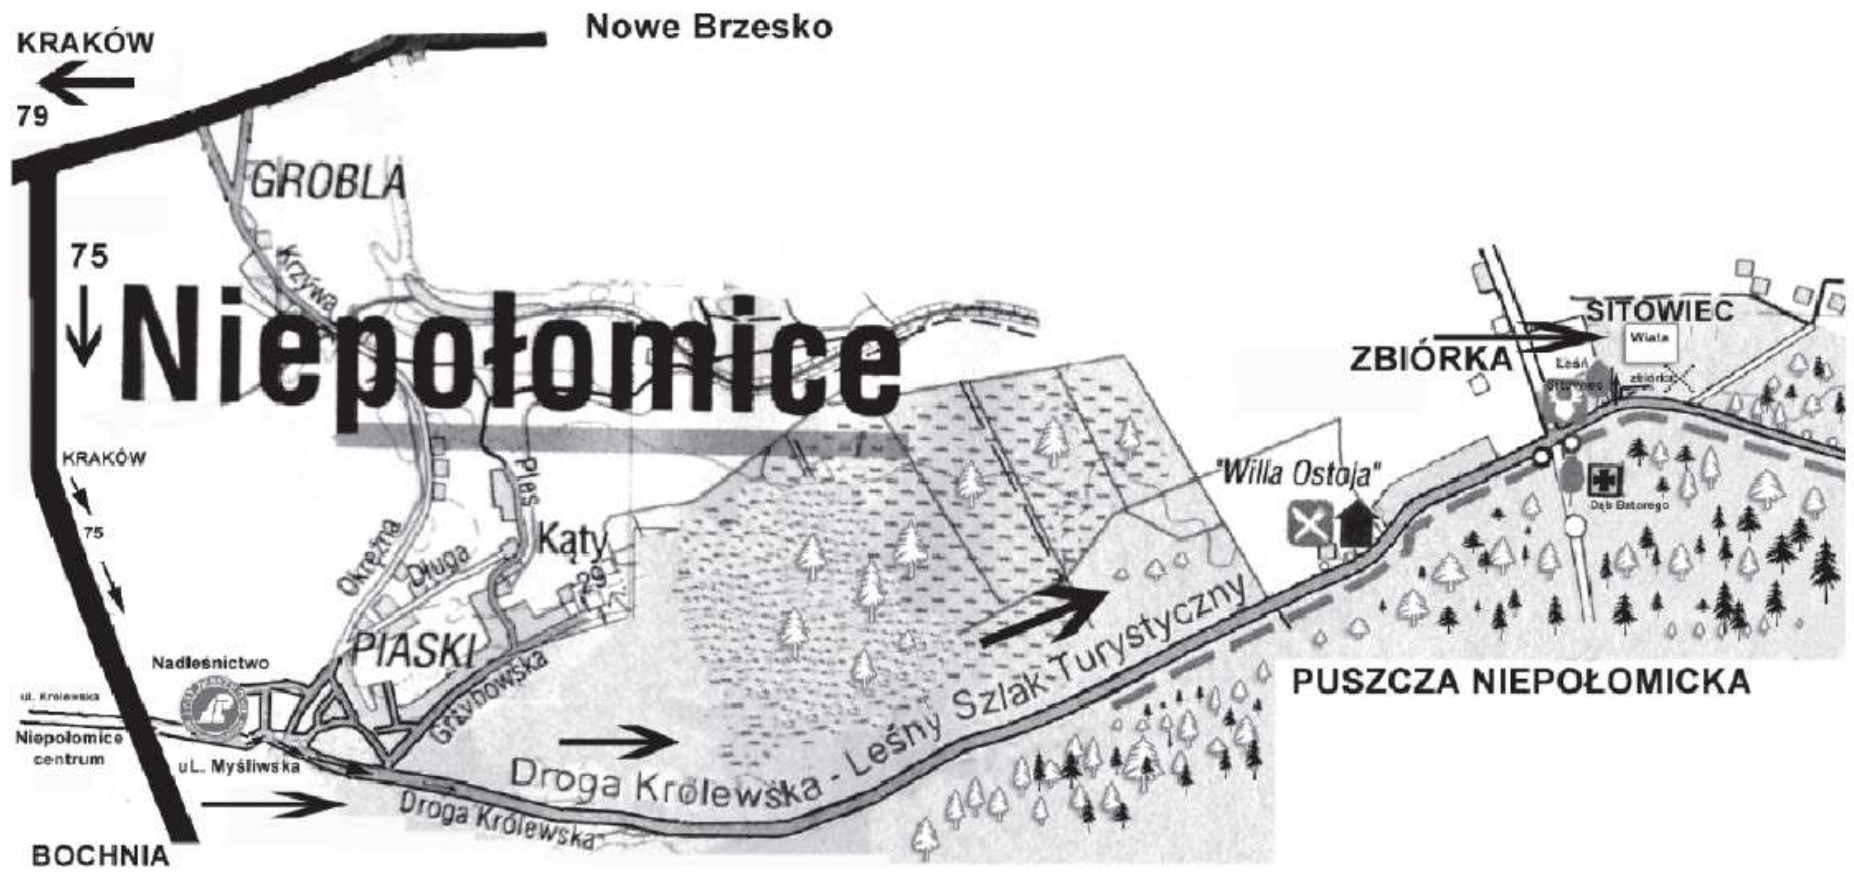 KRAKÓW
Nowe Brzesko
79
GROBLA
75
Krzywa
Niepołomice
SITOWIEC
ZBIÓRKA
Wiata
Leśn
zbiórka
KRAKÓW
75
"Willa Ostoja"
Dąb Batorego
Ples
Okrężna
Długa
Kąty
29
PIASKI
Grzybowska
Nadleśnictwo
ul. Królewska
Niepołomice
centrum
uL. Myśliwska
Droga Królewska - Leśny Szlak Turystyczny
PUSZCZA NIEPOŁOMICKA
Droga Królewska
BOCHNIA